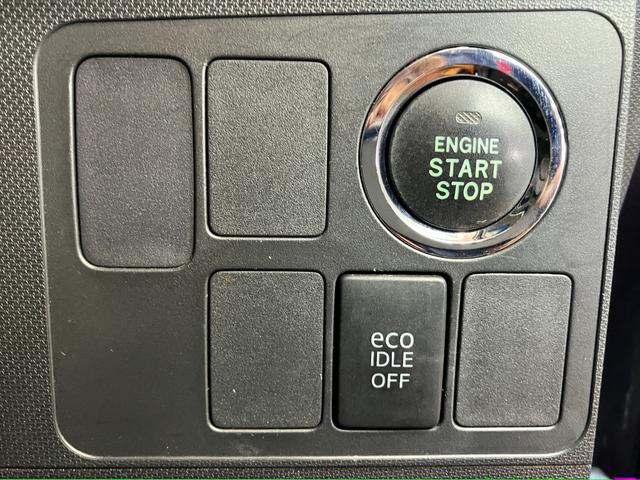 ENGINE
START
STOP
eco
IDLE
OFF